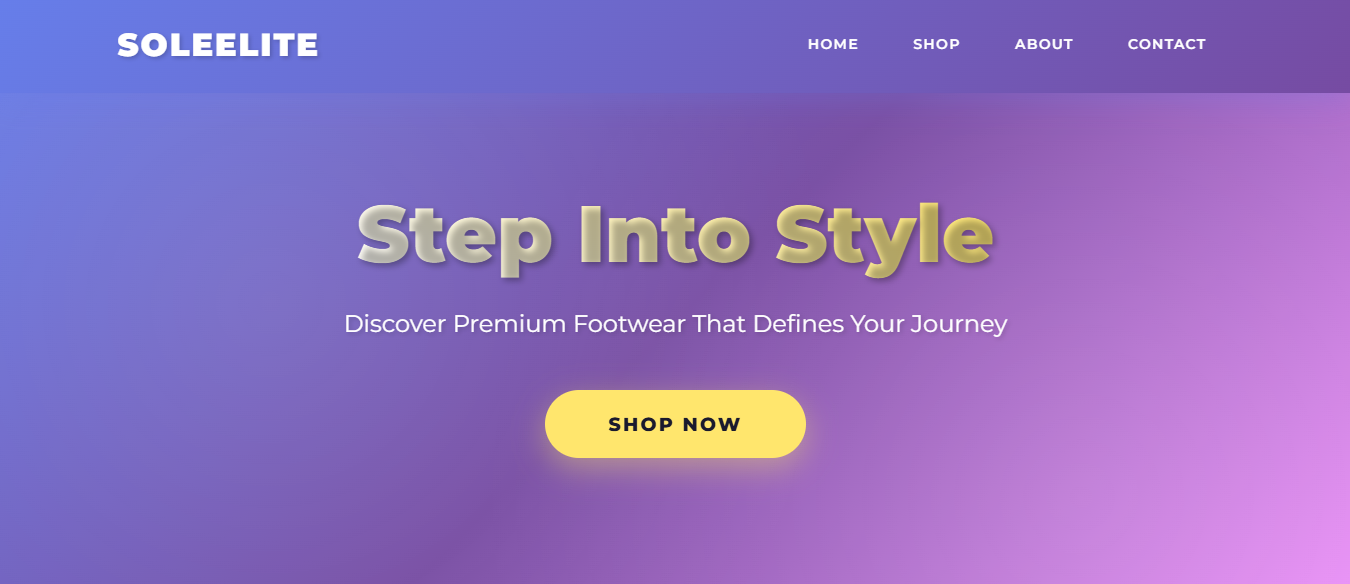 SOLEELITE
HOME SHOP ABOUT CONTACT
Step Into Style
Discover Premium Footwear That Defines Your Journey
SHOP NOW